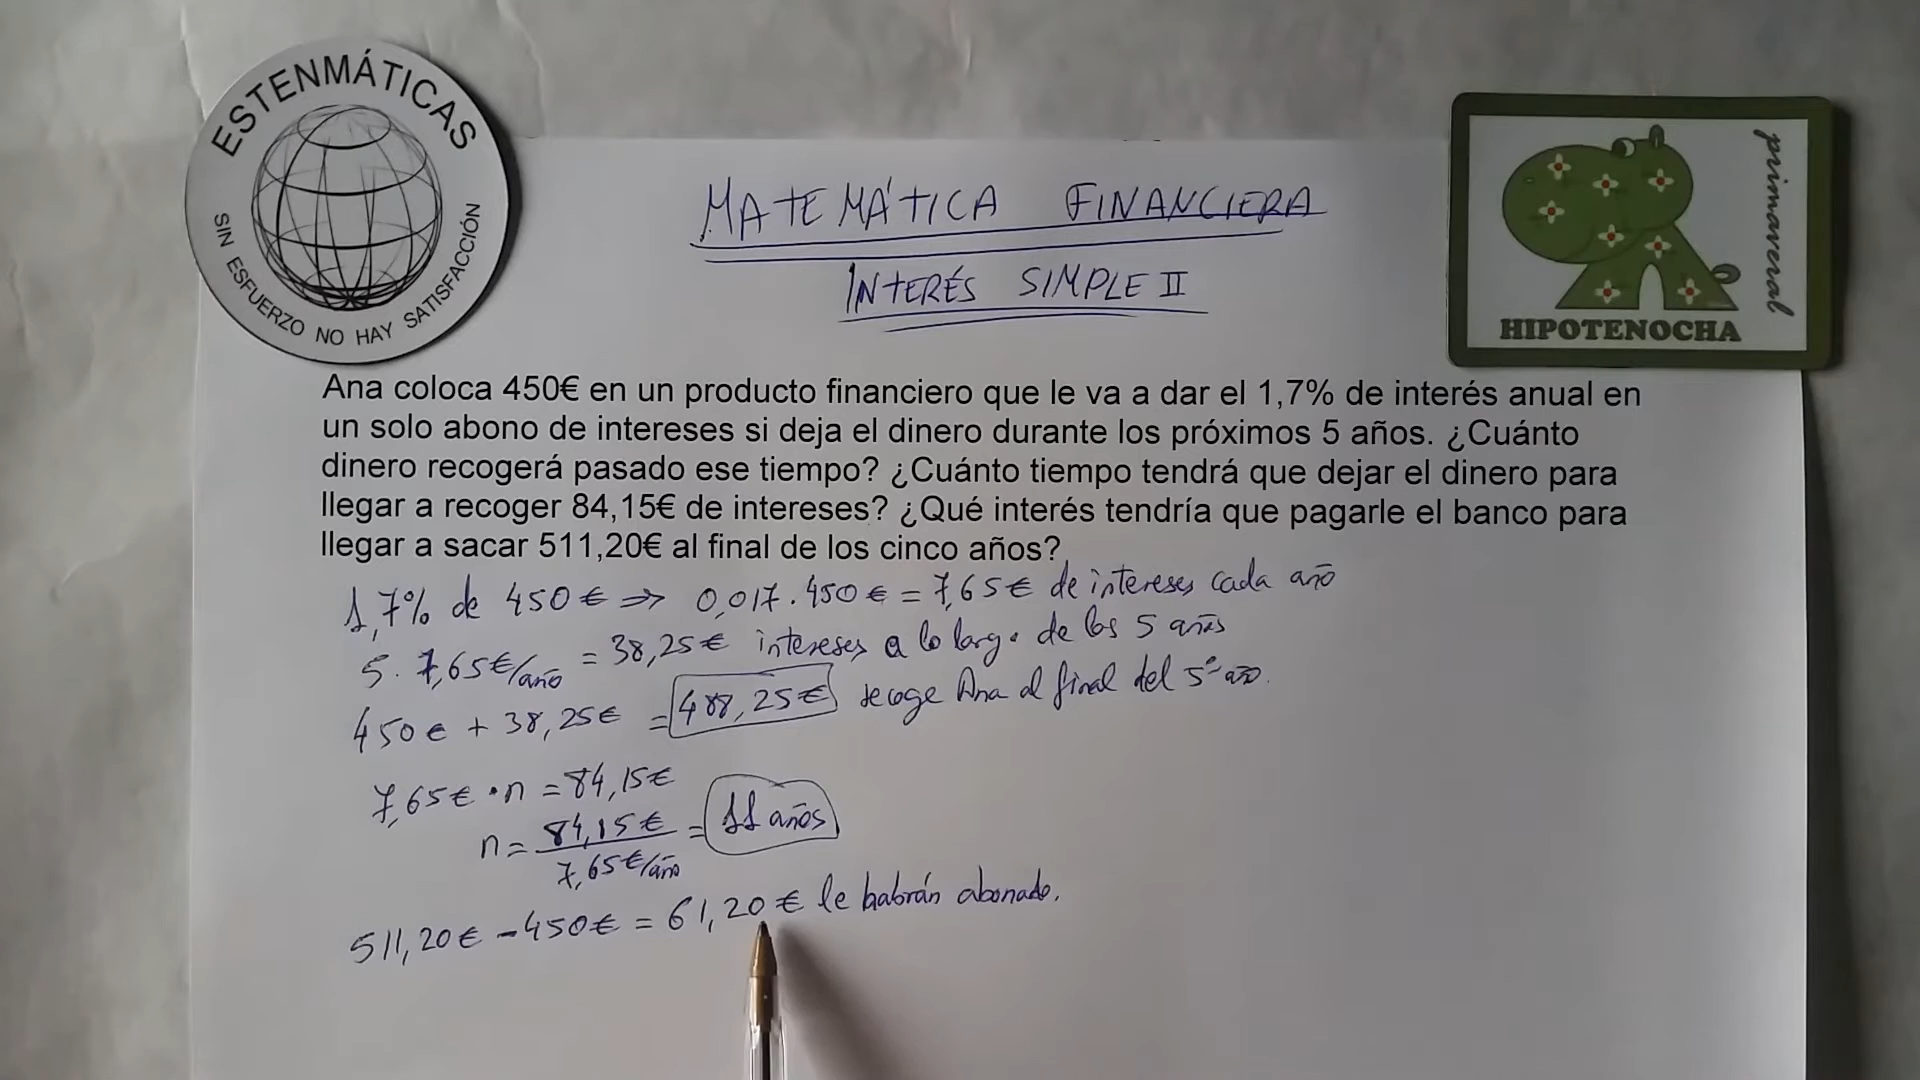 ESTENMÁTICAS
SIN ESFUERZO NO HAY SATISFACCIÓN
primaveral
HIPOTENOCHA
MATEMÁTICA FINANCIERA
INTERÉS SIMPLE II
Ana coloca 450€ en un producto financiero que le va a dar el 1,7% de interés anual en
un solo abono de intereses si deja el dinero durante los próximos 5 años. ¿Cuánto
dinero recogerá pasado ese tiempo? ¿Cuánto tiempo tendrá que dejar el dinero para
llegar a recoger 84,15€ de intereses? ¿Qué interés tendría que pagarle el banco para
llegar a sacar 511,20€ al final de los cinco años?
1,7% de 450€ ⇒ 0,017 · 450€ = 7,65€ de intereses cada año
5 · 7,65€/año = 38,25€ intereses a lo largo de los 5 años
450€ + 38,25€ = 488,25€ recoge Ana al final del 5º año.
7,65€ · n = 84,15€
n = 84,15€ / 7,65€/año = 11 años
511,20€ - 450€ = 61,20€ le habrán abonado.